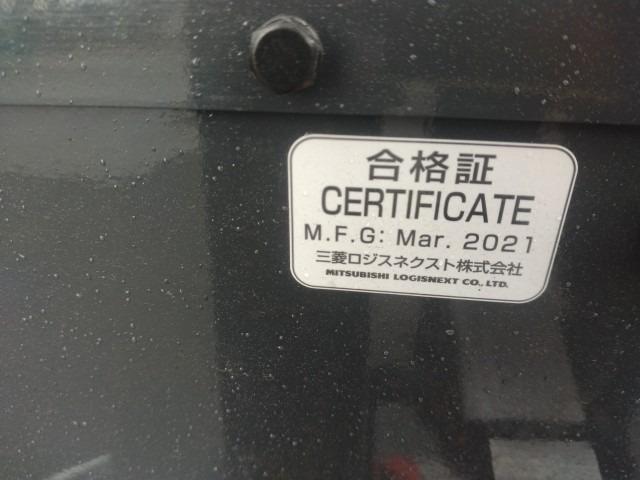 合格証
CERTIFICATE
M.F.G: Mar. 2021
三菱ロジスネクスト株式会社
MITSUBISHI LOGISNEXT CO., LTD.